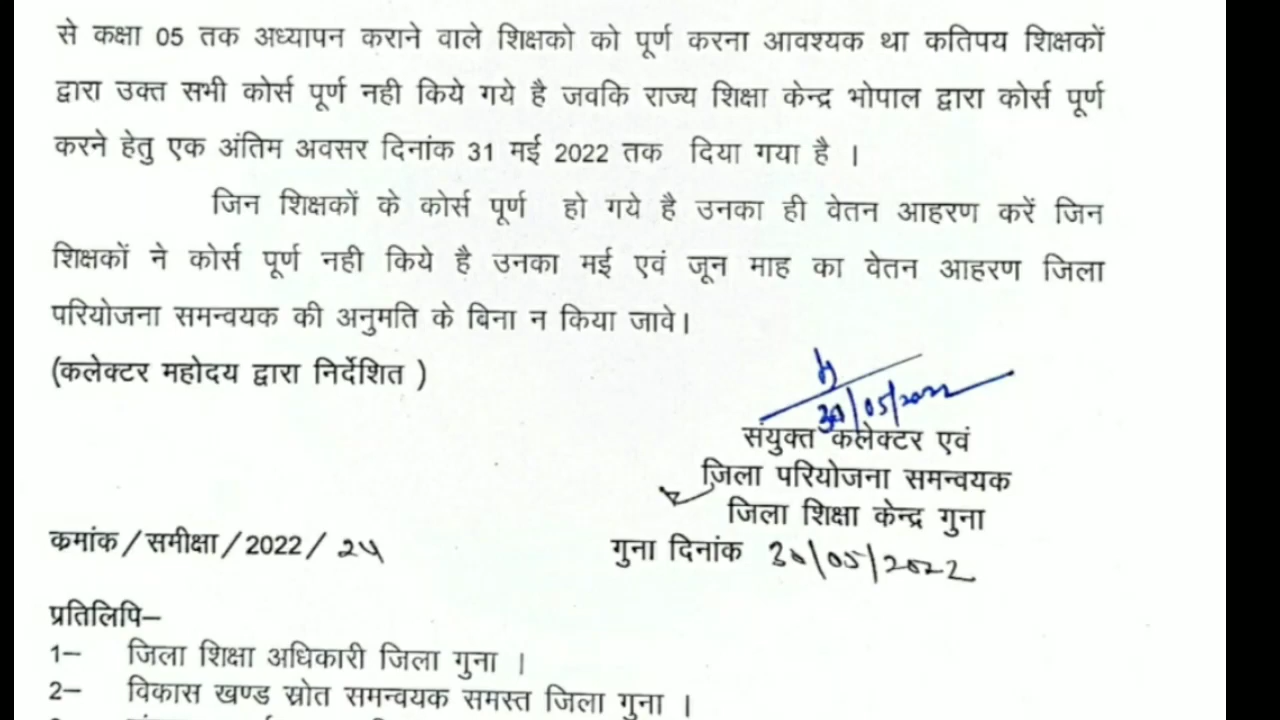 से कक्षा 05 तक अध्यापन कराने वाले शिक्षको को पूर्ण करना आवश्यक था कतिपय शिक्षकों
द्वारा उक्त सभी कोर्स पूर्ण नही किये गये है जवकि राज्य शिक्षा केन्द्र भोपाल द्वारा कोर्स पूर्ण
करने हेतु एक अंतिम अवसर दिनांक 31 मई 2022 तक दिया गया है ।
जिन शिक्षकों के कोर्स पूर्ण हो गये है उनका ही वेतन आहरण करें जिन
शिक्षकों ने कोर्स पूर्ण नही किये है उनका मई एवं जून माह का वेतन आहरण जिला
परियोजना समन्वयक की अनुमति के बिना न किया जावे।
(कलेक्टर महोदय द्वारा निर्देशित )
30/05/2022
संयुक्त कलेक्टर एवं
जिला परियोजना समन्वयक
जिला शिक्षा केन्द्र गुना
क्रमांक/समीक्षा/2022/ 24
गुना दिनांक 30/05/2022
प्रतिलिपि–
1– जिला शिक्षा अधिकारी जिला गुना ।
2– विकास खण्ड स्रोत समन्वयक समस्त जिला गुना ।